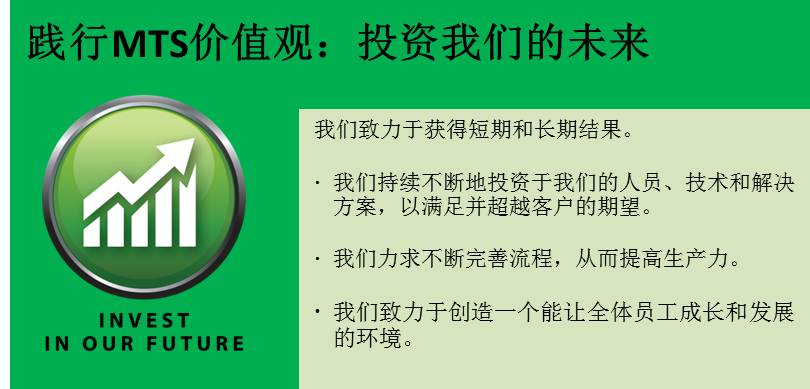 践行MTS价值观：投资我们的未来
我们致力于获得短期和长期结果。
· 我们持续不断地投资于我们的人员、技术和解决
方案，以满足并超越客户的期望。
· 我们力求不断完善流程，从而提高生产力。
· 我们致力于创造一个能让全体员工成长和发展
的环境。
INVEST
IN OUR FUTURE